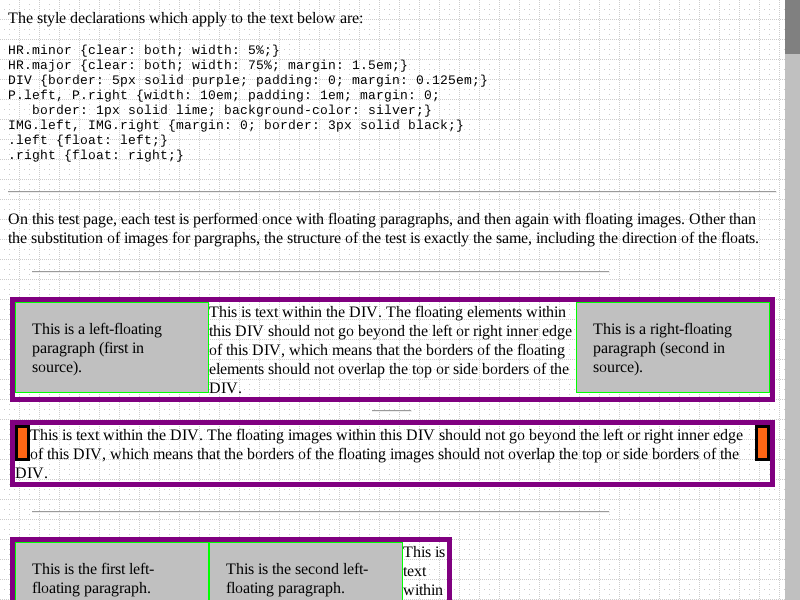 The style declarations which apply to the text below are:
HR.minor {clear: both; width: 5%;}
HR.major {clear: both; width: 75%; margin: 1.5em;}
DIV {border: 5px solid purple; padding: 0; margin: 0.125em;}
P.left, P.right {width: 10em; padding: 1em; margin: 0;
border: 1px solid lime; background-color: silver;}
IMG.left, IMG.right {margin: 0; border: 3px solid black;}
.left {float: left;}
.right {float: right;}
On this test page, each test is performed once with floating paragraphs, and then again with floating images. Other than
the substitution of images for pargraphs, the structure of the test is exactly the same, including the direction of the floats.
This is a left-floating
paragraph (first in
source).
This is text within the DIV. The floating elements within
this DIV should not go beyond the left or right inner edge
of this DIV, which means that the borders of the floating
elements should not overlap the top or side borders of the
DIV.
This is a right-floating
paragraph (second in
source).
This is text within the DIV. The floating images within this DIV should not go beyond the left or right inner edge
of this DIV, which means that the borders of the floating images should not overlap the top or side borders of the
DIV.
This is the first left-
floating paragraph.
This is the second left-
floating paragraph.
This is
text
within